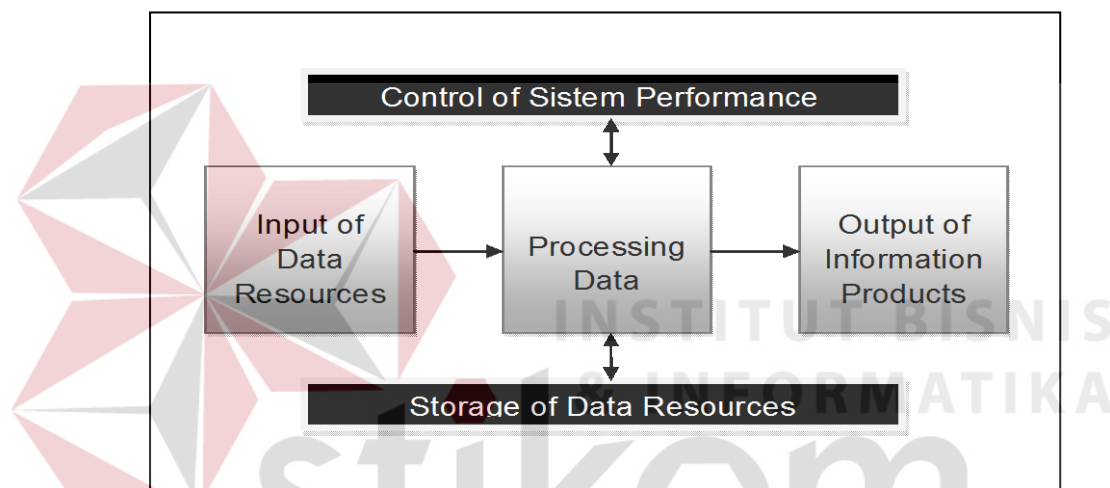 Control of Sistem Performance
Input of
Data
Resources
Processing
Data
Output of
Information
Products
INSTITUT BISNIS
& INFORMATIKA
Storage of Data Resources
stikom